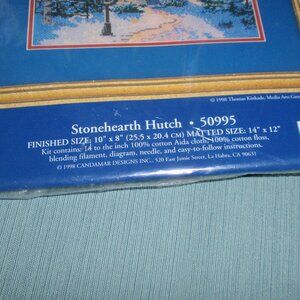 © 1998 Thomas Kinkade, Media Arts
Stonehearth Hutch • 50995
FINISHED SIZE: 10" x 8" (25.5 x 20.4 CM) MATTED SIZE: 14" x 12"
Kit contains: 14 to the inch 100% cotton Aida cloth, 100% cotton floss,
blending filament, diagram, needle, and easy-to-follow instructions.
© 1998 CANDAMAR DESIGNS INC., 520 East Jamie Street, La Habra, CA 90631